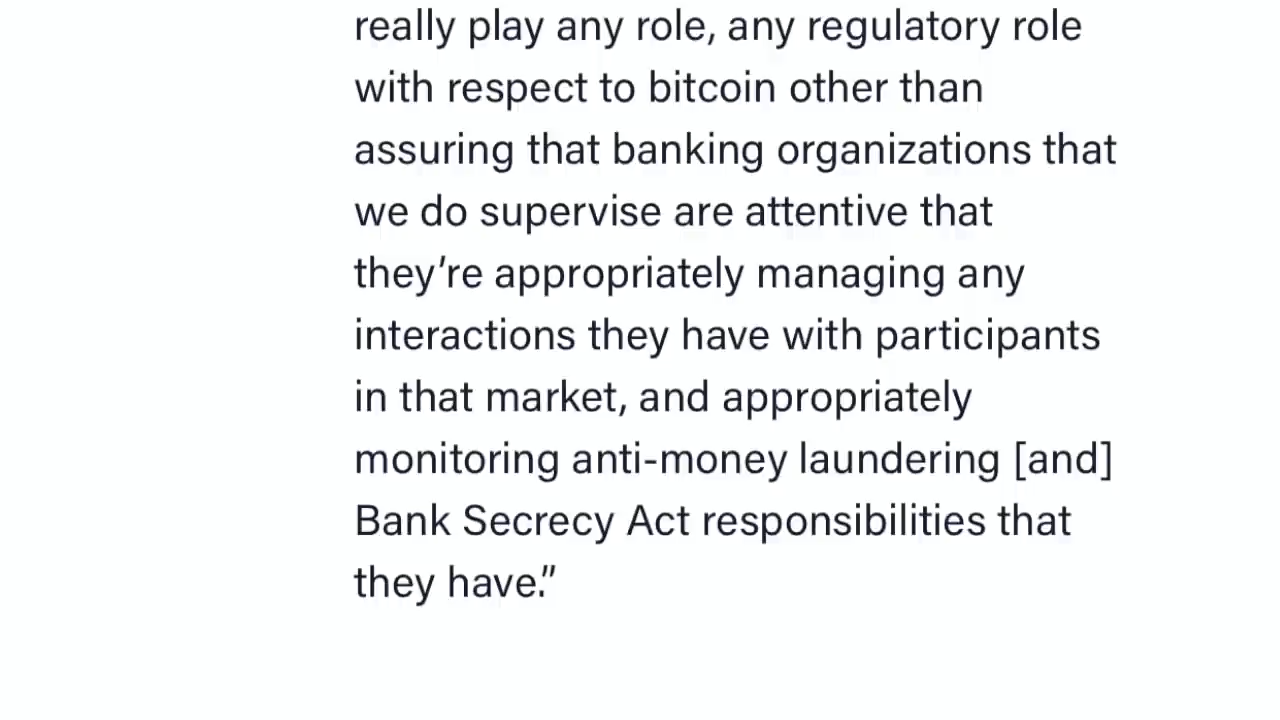 really play any role, any regulatory role
with respect to bitcoin other than
assuring that banking organizations that
we do supervise are attentive that
they’re appropriately managing any
interactions they have with participants
in that market, and appropriately
monitoring anti-money laundering [and]
Bank Secrecy Act responsibilities that
they have.”